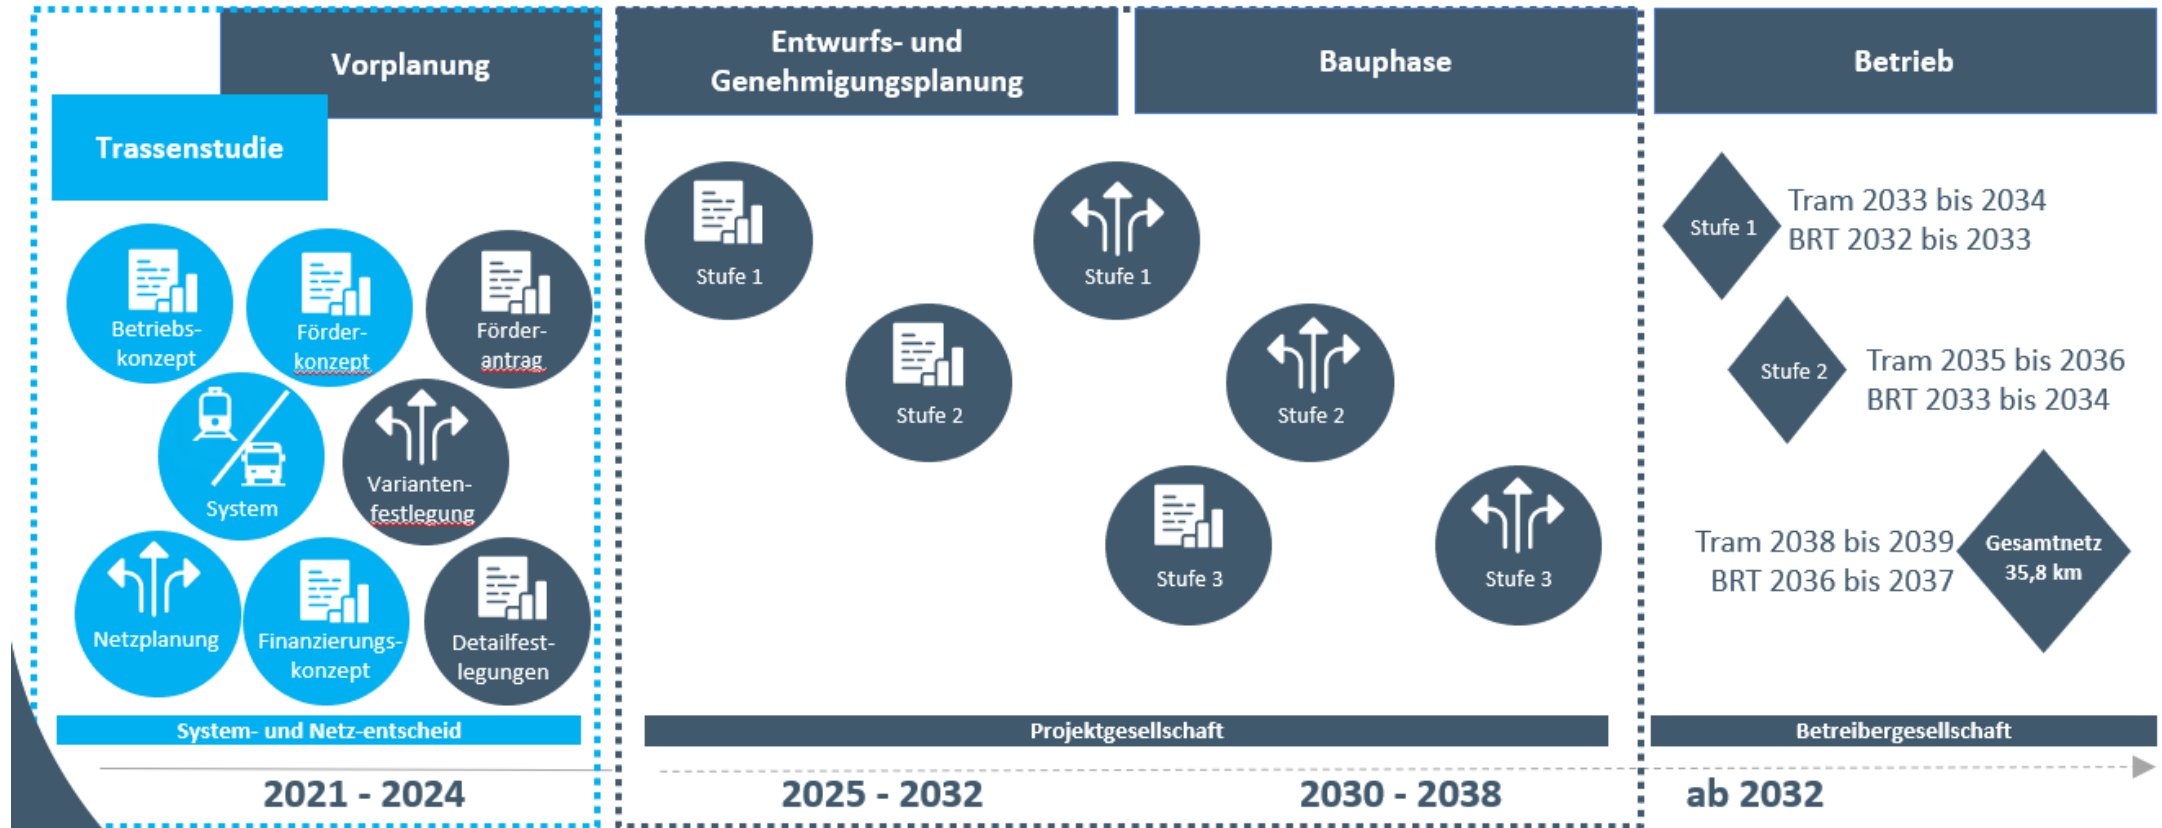 Vorplanung
Trassenstudie
Entwurfs- und
Genehmigungsplanung
Bauphase
Betrieb
Betriebs-
konzept
Förder-
konzept
Förder-
antrag
System
Varianten-
festlegung
Netzplanung
Finanzierungs-
konzept
Detailfest-
legungen
Stufe 1
Stufe 2
Stufe 3
Stufe 1
Stufe 2
Stufe 3
Stufe 1
Tram 2033 bis 2034
BRT 2032 bis 2033
Stufe 2
Tram 2035 bis 2036
BRT 2033 bis 2034
Tram 2038 bis 2039
BRT 2036 bis 2037
Gesamtnetz
35,8 km
System- und Netz-entscheid
Projektgesellschaft
Betreibergesellschaft
2021 - 2024
2025 - 2032
2030 - 2038
ab 2032